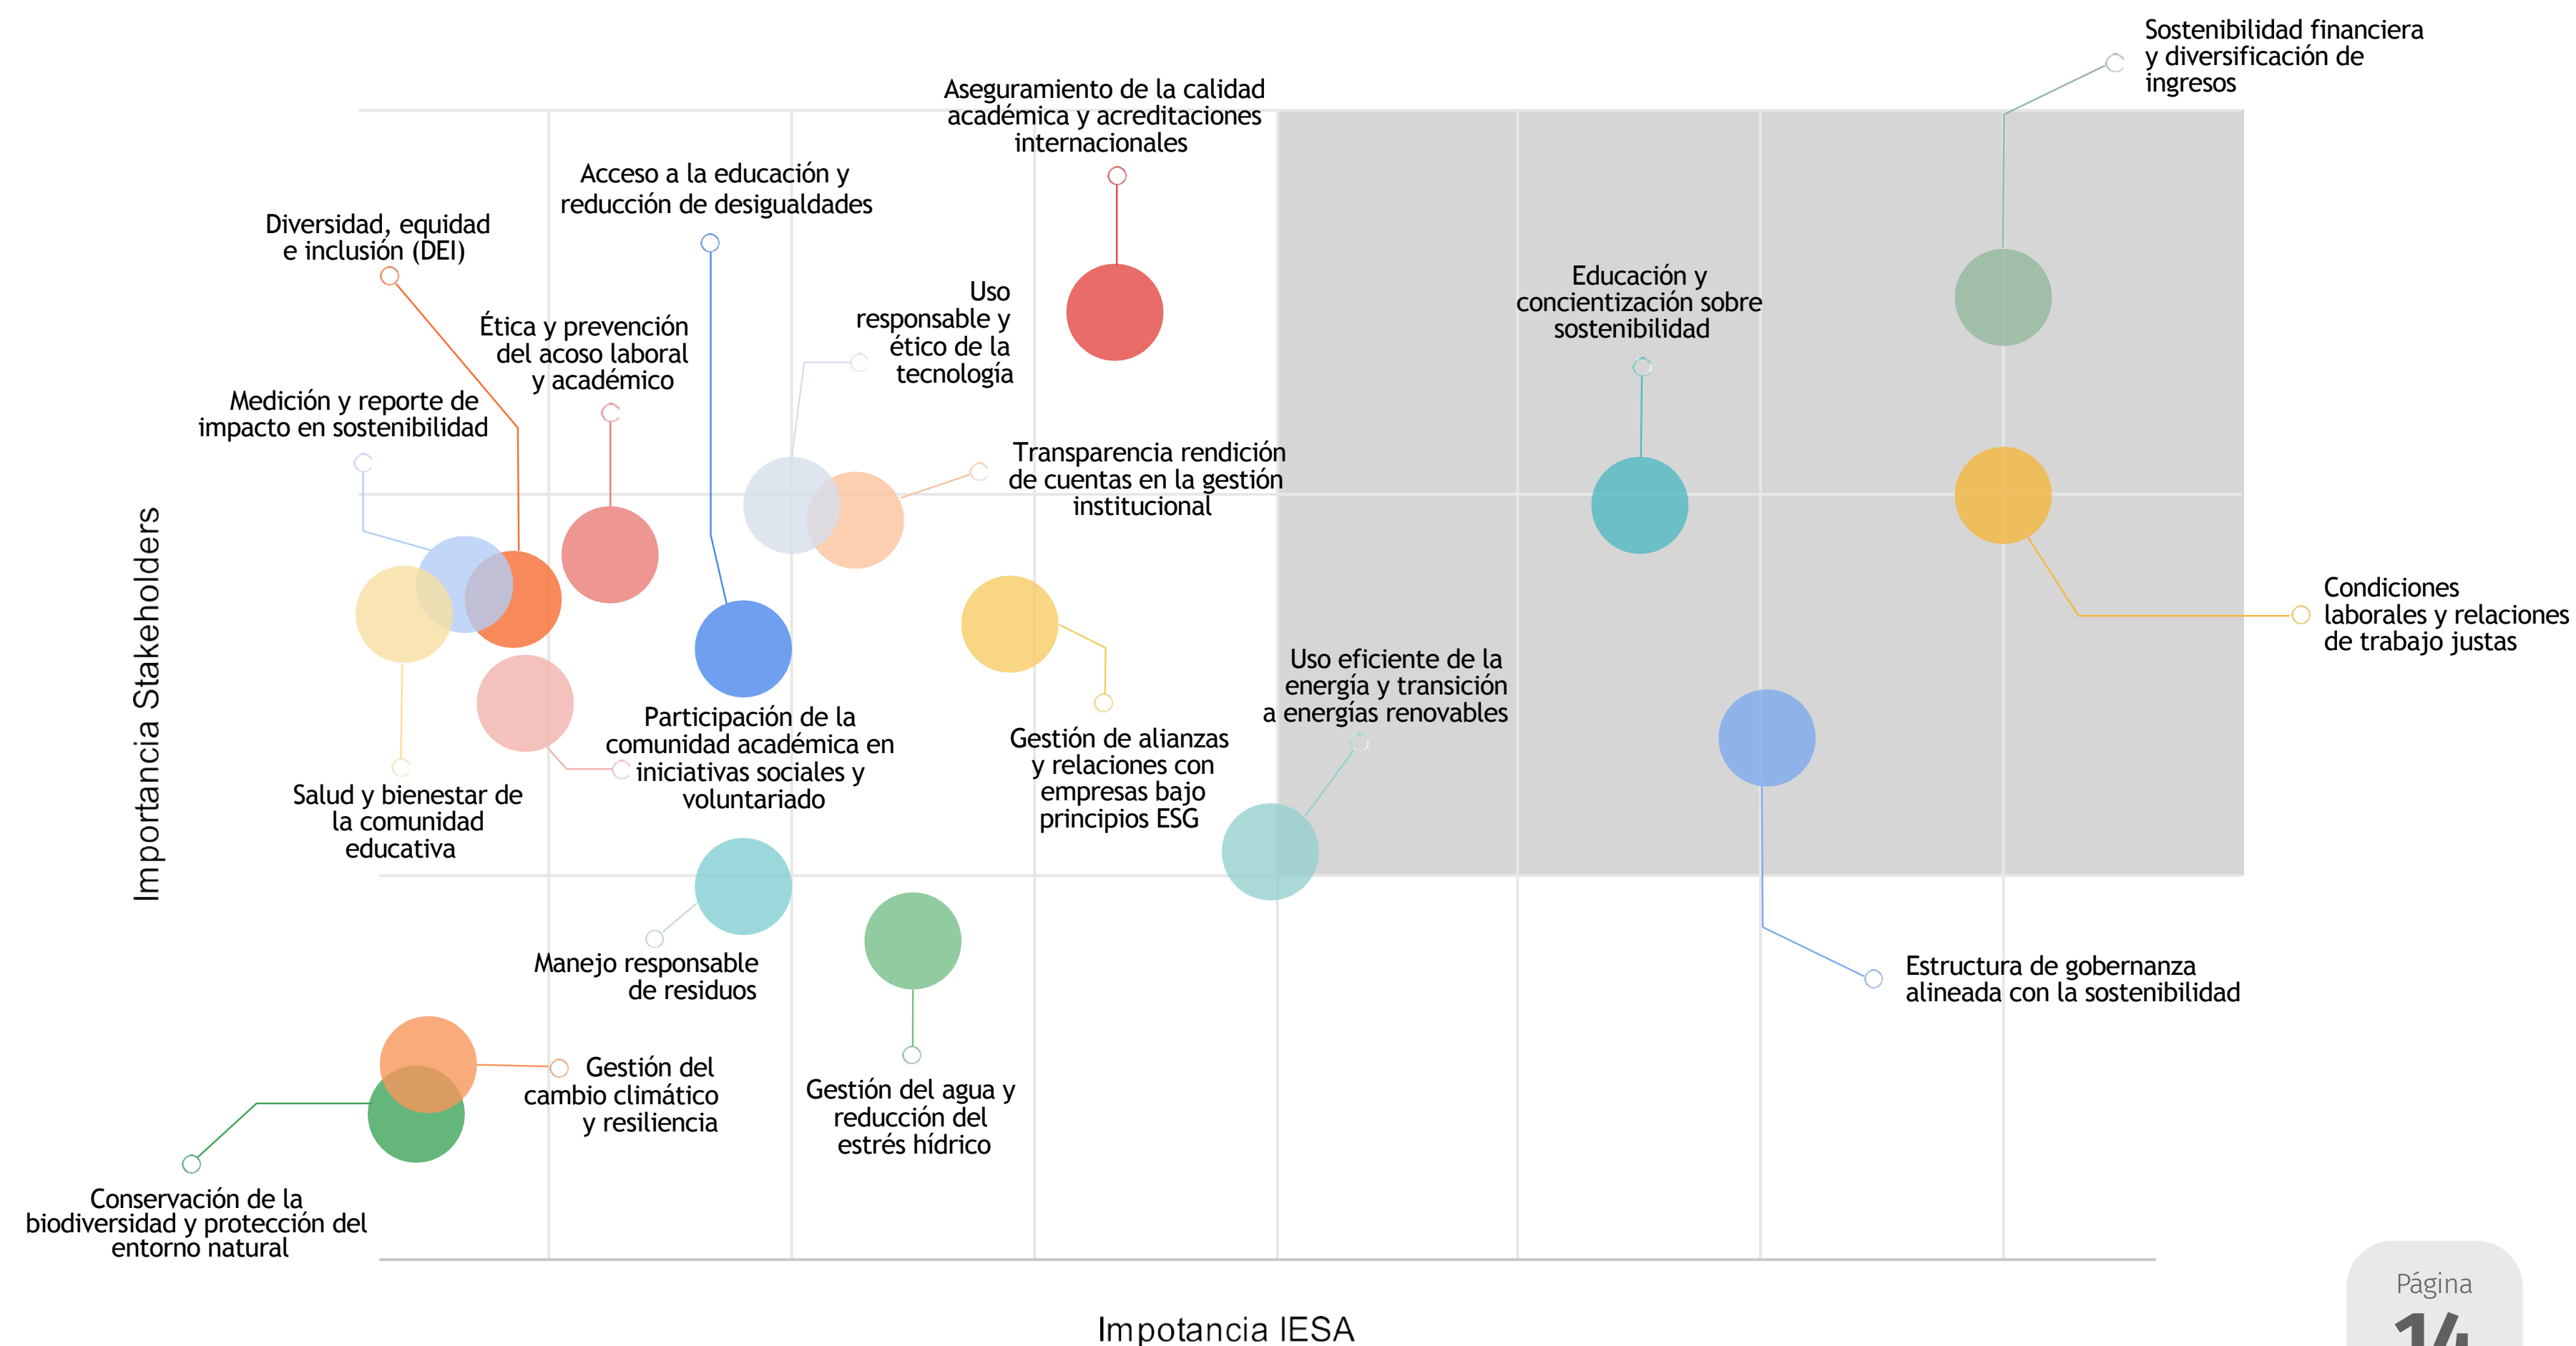 Sostenibilidad financiera
y diversificación de
ingresos
Aseguramiento de la calidad
académica y acreditaciones
internacionales
Acceso a la educación y
reducción de desigualdades
Diversidad, equidad
e inclusión (DEI)
Educación y
concientización sobre
sostenibilidad
Uso
responsable y
ético de la
tecnología
Ética y prevención
del acoso laboral
y académico
Medición y reporte de
impacto en sostenibilidad
Transparencia rendición
de cuentas en la gestión
institucional
Importancia Stakeholders
Condiciones
laborales y relaciones
de trabajo justas
Uso eficiente de la
energía y transición
a energías renovables
Participación de la
comunidad académica en
iniciativas sociales y
voluntariado
Gestión de alianzas
y relaciones con
empresas bajo
principios ESG
Salud y bienestar de
la comunidad
educativa
Manejo responsable
de residuos
Estructura de gobernanza
alineada con la sostenibilidad
Gestión del
cambio climático
y resiliencia
Gestión del agua y
reducción del
estrés hídrico
Conservación de la
biodiversidad y protección del
entorno natural
Impotancia IESA
Página
14